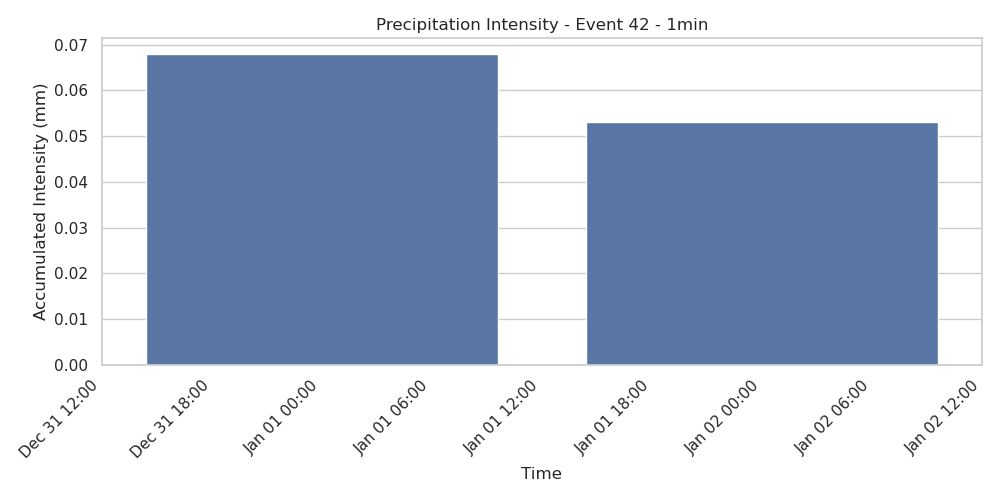 Precipitation Intensity - Event 42 - 1min
Accumulated Intensity (mm)
0.07
0.06
0.05
0.04
0.03
0.02
0.01
0.00
Dec 31 12:00
Dec 31 18:00
Jan 01 00:00
Jan 01 06:00
Jan 01 12:00
Jan 01 18:00
Jan 02 00:00
Jan 02 06:00
Jan 02 12:00
Time